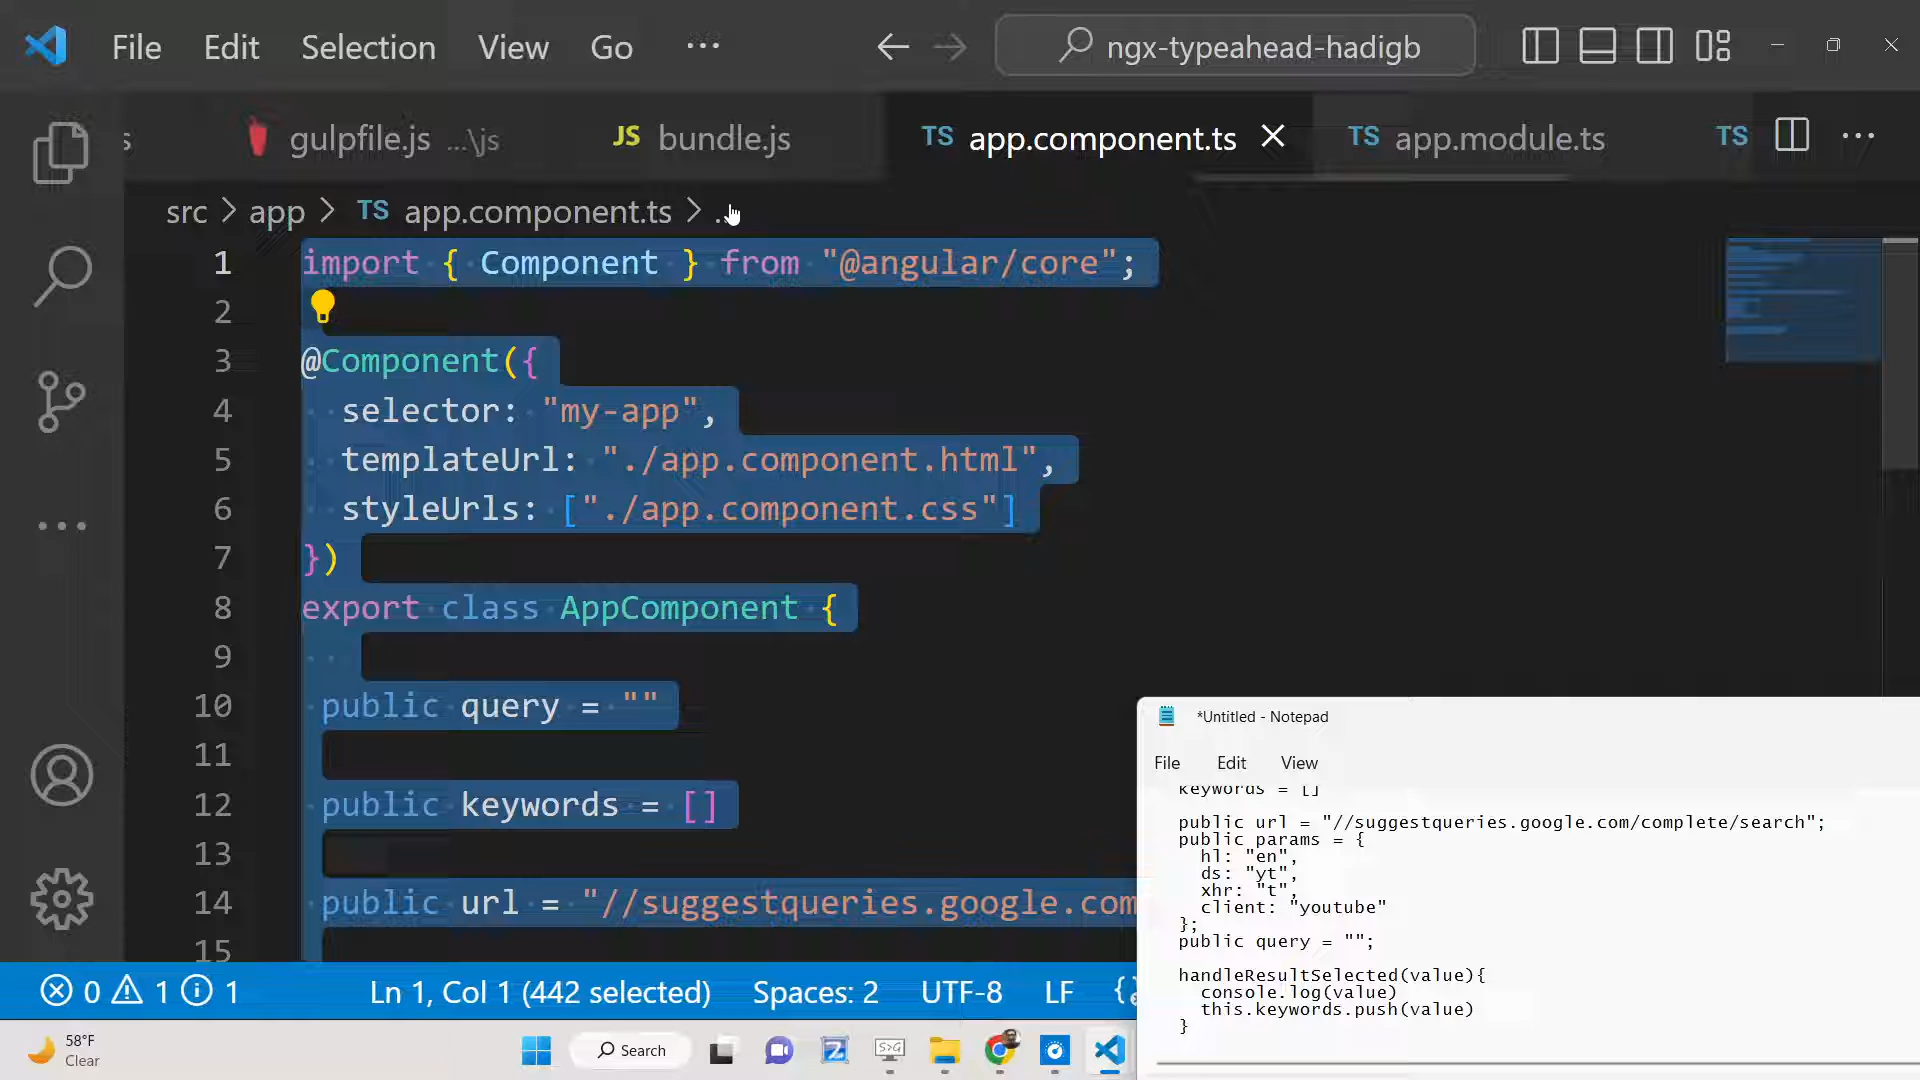 File Edit Selection View Go ···
ngx-typeahead-hadigb
s gulpfile.js ...\js JS bundle.js TS app.component.ts TS app.module.ts TS
src > app > TS app.component.ts >
1 import { Component } from "@angular/core";
2
3 @Component({
4 selector: "my-app",
5 templateUrl: "./app.component.html",
6 styleUrls: ["./app.component.css"]
7 })
8 export class AppComponent {
9
10 public query = ""
11
12 public keywords = []
13
14 public url = "//suggestqueries.google.com
15
*Untitled - Notepad
File Edit View
keywords = []
public url = "//suggestqueries.google.com/complete/search";
public params = {
hl: "en",
ds: "yt",
xhr: "t",
client: "youtube"
};
public query = "";
handleResultSelected(value){
console.log(value)
this.keywords.push(value)
}
0 1 1 Ln 1, Col 1 (442 selected) Spaces: 2 UTF-8 LF {
58°F
Clear
Search